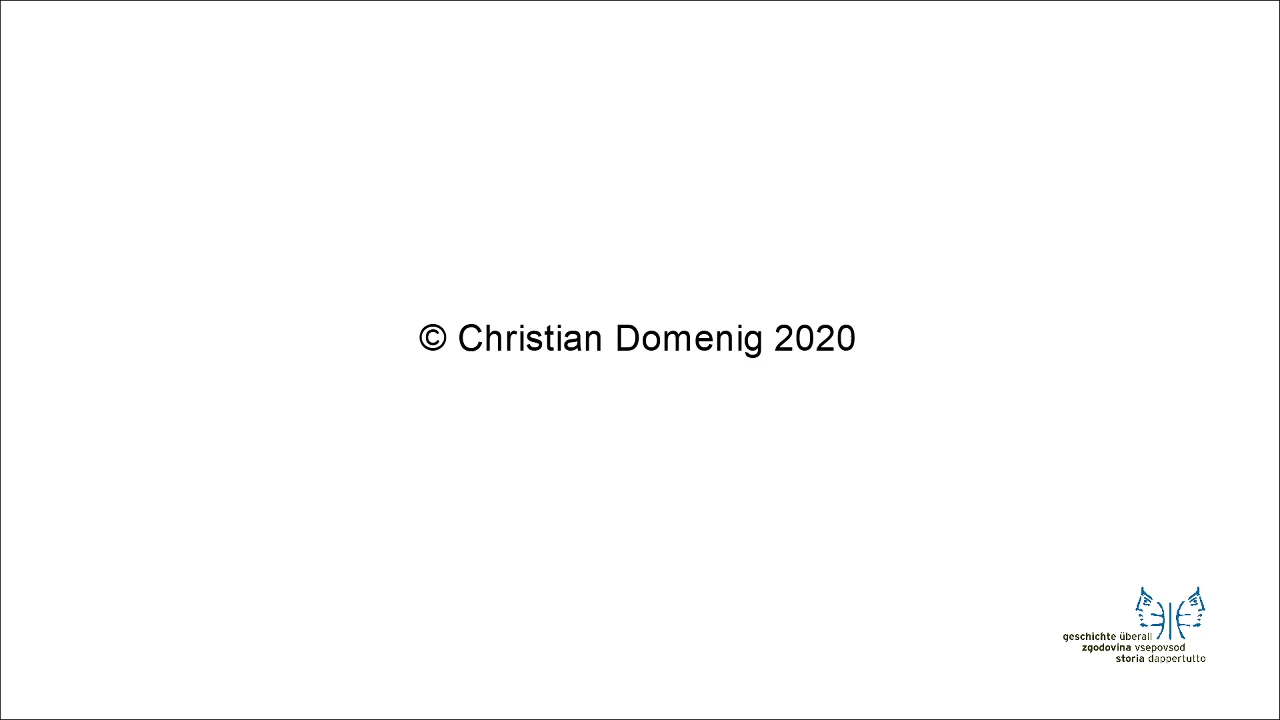 © Christian Domenig 2020
geschichte überall
zgodovina vsepovsod
storia dappertutto